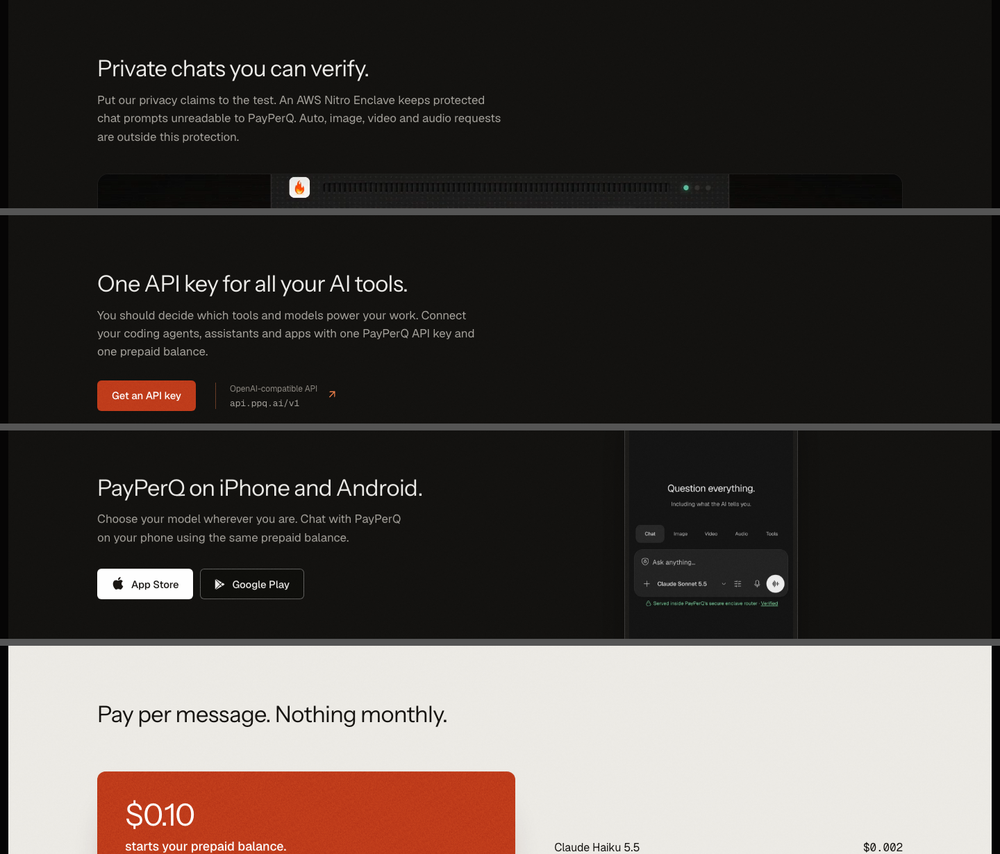 Private chats you can verify.
Put our privacy claims to the test. An AWS Nitro Enclave keeps protected
chat prompts unreadable to PayPerQ. Auto, image, video and audio requests
are outside this protection.
One API key for all your AI tools.
You should decide which tools and models power your work. Connect
your coding agents, assistants and apps with one PayPerQ API key and
one prepaid balance.
Get an API key
OpenAI-compatible API
api.ppq.ai/v1
PayPerQ on iPhone and Android.
Choose your model wherever you are. Chat with PayPerQ
on your phone using the same prepaid balance.
App Store
Google Play
Question everything.
Including what the AI tells you.
Chat Image Video Audio Tools
Ask anything...
Claude Sonnet 5.5
Served inside PayPerQ's secure enclave router · Verified
Pay per message. Nothing monthly.
$0.10
starts your prepaid balance.
Claude Haiku 5.5 $0.002